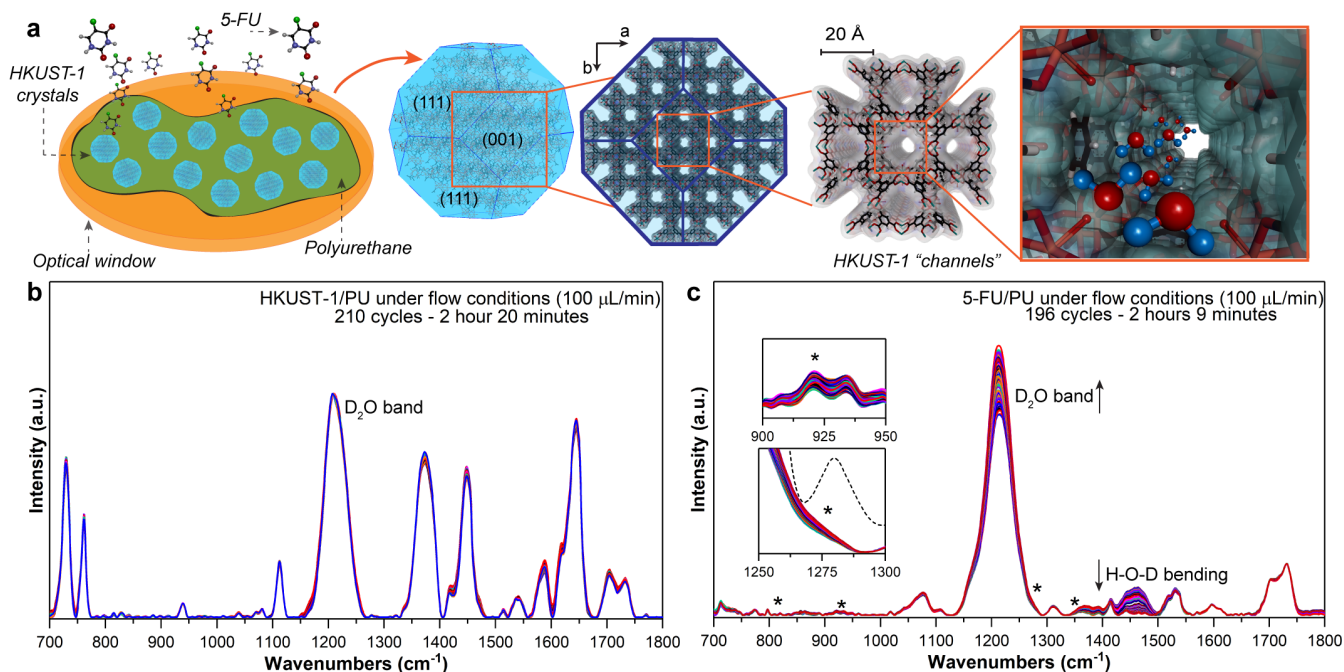 a
5-FU
HKUST-1
crystals
Optical window
Polyurethane
(111)
(001)
(111)
a
b
20 Å
HKUST-1 "channels"
b
HKUST-1/PU under flow conditions (100 μL/min)
210 cycles - 2 hour 20 minutes
D₂O band
Intensity (a.u.)
700 800 900 1000 1100 1200 1300 1400 1500 1600 1700 1800
Wavenumbers (cm⁻¹)
c
5-FU/PU under flow conditions (100 μL/min)
196 cycles - 2 hours 9 minutes
*
900 925 950
*
1250 1275 1300
D₂O band
H-O-D bending
* * * *
Intensity (a.u.)
700 800 900 1000 1100 1200 1300 1400 1500 1600 1700 1800
Wavenumbers (cm⁻¹)